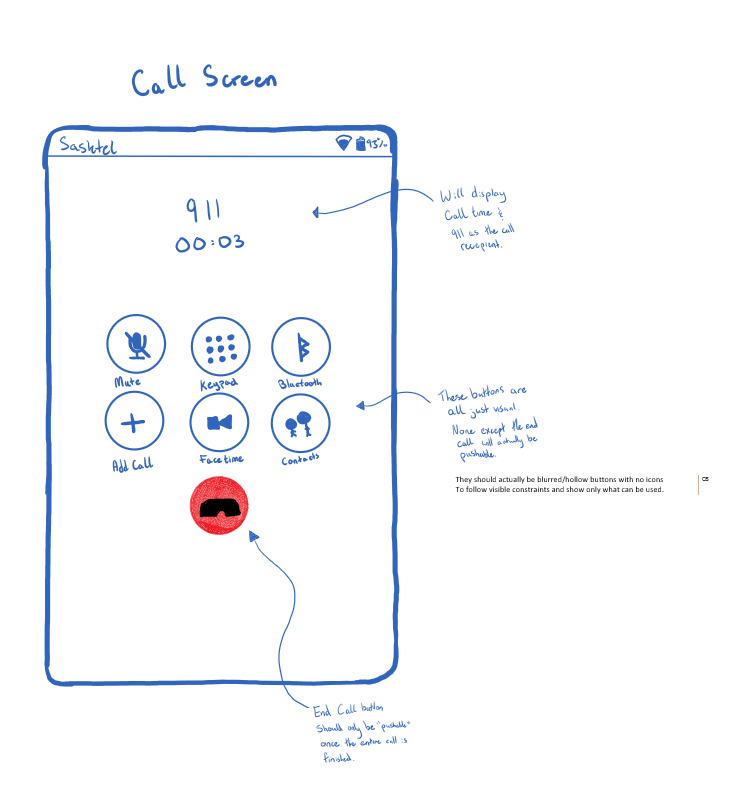 Call Screen
Sasktel 93%
911
00:03
Will display
Call time &
911 as the call
recipient.
Mute Keypad Bluetooth
Add Call Facetime Contacts
These buttons are
all just visual.
None except the end
call will actually be
pushable.
They should actually be blurred/hollow buttons with no icons
To follow visible constraints and show only what can be used.
CB
End Call button
Should only be "pushable"
once the entire call is
finished.